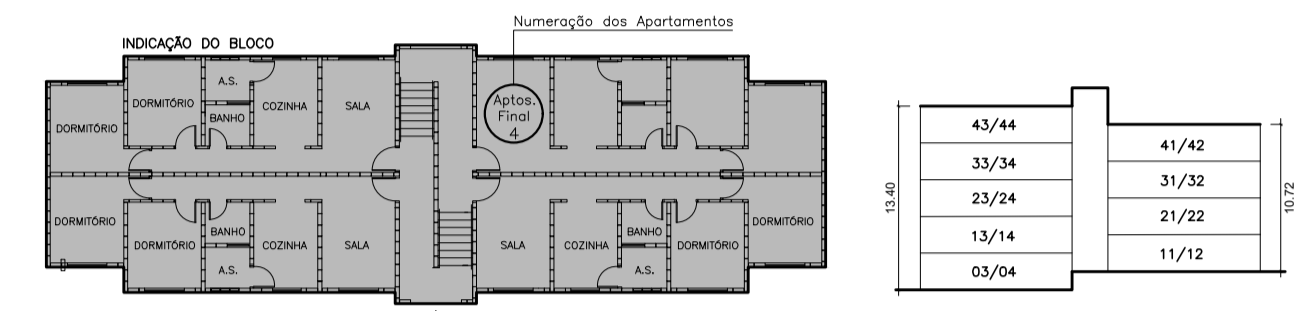 Numeração dos Apartamentos
INDICAÇÃO DO BLOCO
A.S.
DORMITÓRIO
COZINHA
SALA
BANHO
DORMITÓRIO
Aptos.
Final
4
DORMITÓRIO
DORMITÓRIO
BANHO
COZINHA
SALA
A.S.
SALA
COZINHA
BANHO
DORMITÓRIO
DORMITÓRIO
A.S.
13.40
43/44
33/34
23/24
13/14
03/04
41/42
31/32
21/22
11/12
10.72